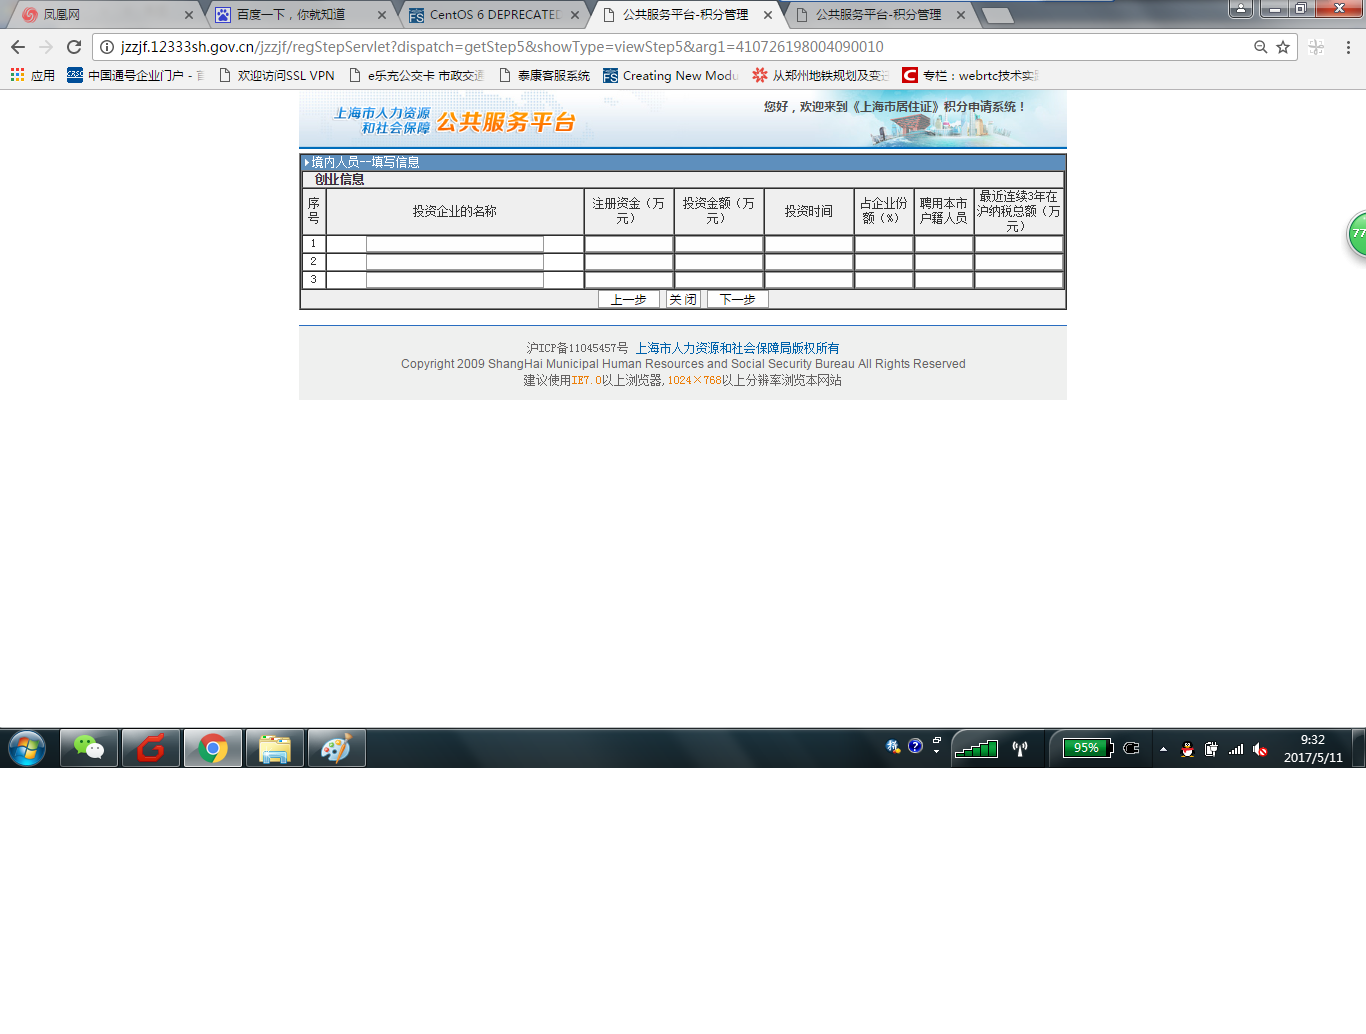 凤凰网
百度一下，你就知道
CentOS 6 DEPRECATED
公共服务平台-积分管理
公共服务平台-积分管理
jzzjf.12333sh.gov.cn/jzzjf/regStepServlet?dispatch=getStep5&showType=viewStep5&arg1=410726198004090010
应用
CRSC 中国通号企业门户 -
欢迎访问SSL VPN
e乐充公交卡 市政交通
泰康客服系统
FS Creating New Modu
从郑州地铁规划及变迁
专栏：webrtc技术实践
上海市人力资源
和社会保障
公共服务平台
您好，欢迎来到《上海市居住证》积分申请系统！
境内人员--填写信息
创业信息
序号 投资企业的名称 注册资金（万元） 投资金额（万元） 投资时间 占企业份额（%） 聘用本市户籍人员 最近连续3年在沪纳税总额（万元）
1
2
3
上一步 关 闭 下一步
沪ICP备11045457号 上海市人力资源和社会保障局版权所有
Copyright 2009 ShangHai Municipal Human Resources and Social Security Bureau All Rights Reserved
建议使用IE7.0以上浏览器,1024×768以上分辨率浏览本网站
77
95%
9:32
2017/5/11